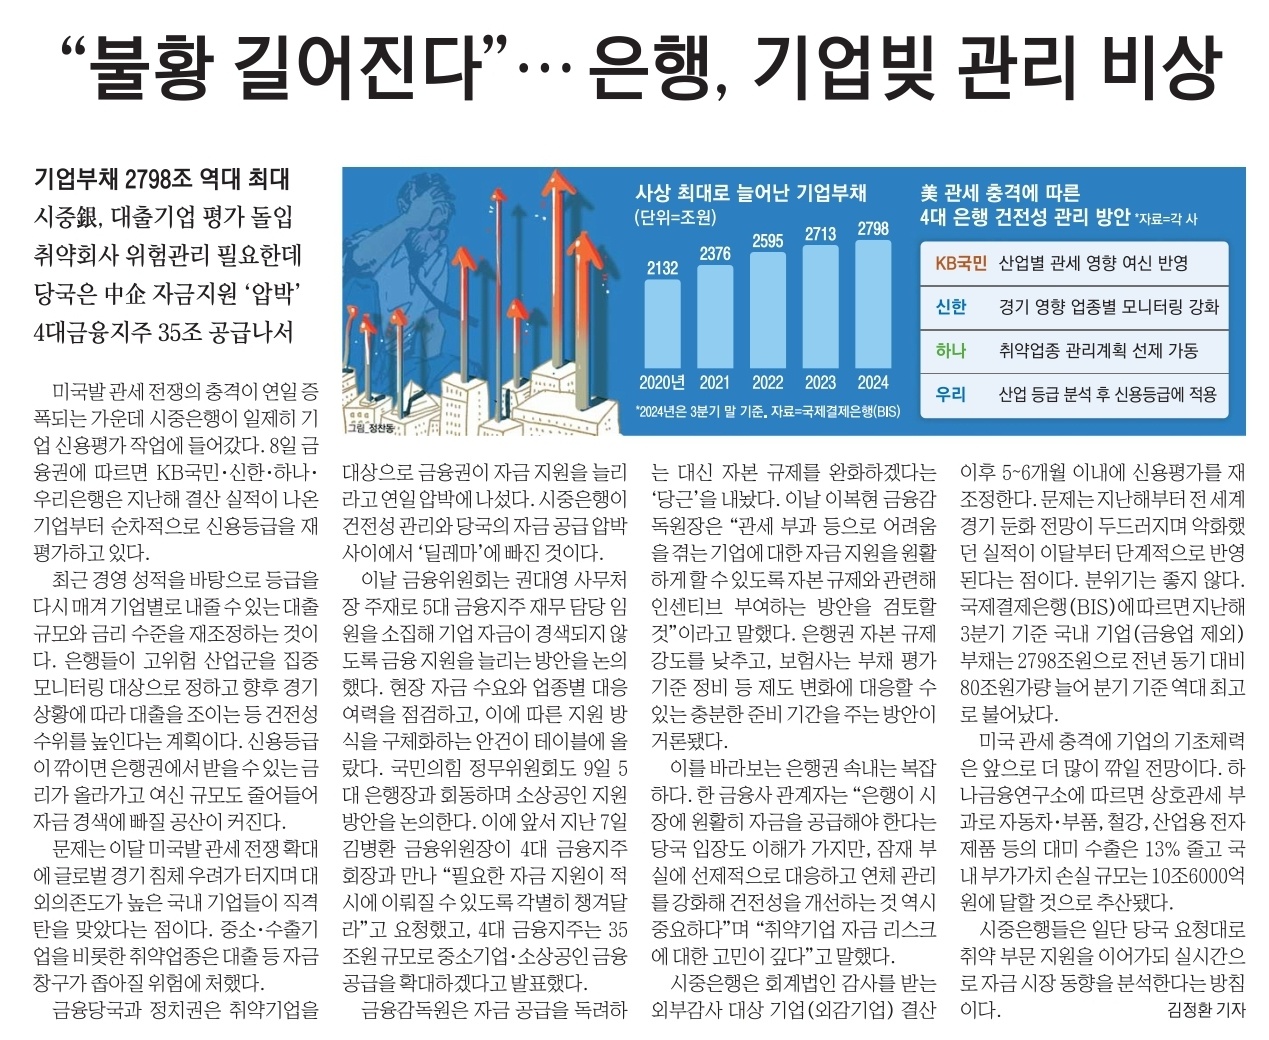 “불황 길어진다”… 은행, 기업빚 관리 비상
기업부채 2798조 역대 최대
시중銀, 대출기업 평가 돌입
취약회사 위험관리 필요한데
당국은 中企 자금지원 ‘압박’
4대금융지주 35조 공급나서
그림_정찬동
사상 최대로 늘어난 기업부채
(단위=조원)
2132
2376
2595
2713
2798
2020년 2021 2022 2023 2024
*2024년은 3분기 말 기준. 자료=국제결제은행(BIS)
美 관세 충격에 따른
4대 은행 건전성 관리 방안 *자료=각 사
KB국민 산업별 관세 영향 여신 반영
신한 경기 영향 업종별 모니터링 강화
하나 취약업종 관리계획 선제 가동
우리 산업 등급 분석 후 신용등급에 적용
미국발 관세 전쟁의 충격이 연일 증
폭되는 가운데 시중은행이 일제히 기
업 신용평가 작업에 들어갔다. 8일 금
융권에 따르면 KB국민·신한·하나·
우리은행은 지난해 결산 실적이 나온
기업부터 순차적으로 신용등급을 재
평가하고 있다.
최근 경영 성적을 바탕으로 등급을
다시 매겨 기업별로 내줄 수 있는 대출
규모와 금리 수준을 재조정하는 것이
다. 은행들이 고위험 산업군을 집중
모니터링 대상으로 정하고 향후 경기
상황에 따라 대출을 조이는 등 건전성
수위를 높인다는 계획이다. 신용등급
이 깎이면 은행권에서 받을 수 있는 금
리가 올라가고 여신 규모도 줄어들어
자금 경색에 빠질 공산이 커진다.
문제는 이달 미국발 관세 전쟁 확대
에 글로벌 경기 침체 우려가 터지며 대
외의존도가 높은 국내 기업들이 직격
탄을 맞았다는 점이다. 중소·수출기
업을 비롯한 취약업종은 대출 등 자금
창구가 좁아질 위험에 처했다.
금융당국과 정치권은 취약기업을
대상으로 금융권이 자금 지원을 늘리
라고 연일 압박에 나섰다. 시중은행이
건전성 관리와 당국의 자금 공급 압박
사이에서 ‘딜레마’에 빠진 것이다.
이날 금융위원회는 권대영 사무처
장 주재로 5대 금융지주 재무 담당 임
원을 소집해 기업 자금이 경색되지 않
도록 금융 지원을 늘리는 방안을 논의
했다. 현장 자금 수요와 업종별 대응
여력을 점검하고, 이에 따른 지원 방
식을 구체화하는 안건이 테이블에 올
랐다. 국민의힘 정무위원회도 9일 5
대 은행장과 회동하며 소상공인 지원
방안을 논의한다. 이에 앞서 지난 7일
김병환 금융위원장이 4대 금융지주
회장과 만나 “필요한 자금 지원이 적
시에 이뤄질 수 있도록 각별히 챙겨달
라”고 요청했고, 4대 금융지주는 35
조원 규모로 중소기업·소상공인 금융
공급을 확대하겠다고 발표했다.
금융감독원은 자금 공급을 독려하
는 대신 자본 규제를 완화하겠다는
‘당근’을 내놨다. 이날 이복현 금융감
독원장은 “관세 부과 등으로 어려움
을 겪는 기업에 대한 자금 지원을 원활
하게 할 수 있도록 자본 규제와 관련해
인센티브 부여하는 방안을 검토할
것”이라고 말했다. 은행권 자본 규제
강도를 낮추고, 보험사는 부채 평가
기준 정비 등 제도 변화에 대응할 수
있는 충분한 준비 기간을 주는 방안이
거론됐다.
이를 바라보는 은행권 속내는 복잡
하다. 한 금융사 관계자는 “은행이 시
장에 원활히 자금을 공급해야 한다는
당국 입장도 이해가 가지만, 잠재 부
실에 선제적으로 대응하고 연체 관리
를 강화해 건전성을 개선하는 것 역시
중요하다”며 “취약기업 자금 리스크
에 대한 고민이 깊다”고 말했다.
시중은행은 회계법인 감사를 받는
외부감사 대상 기업(외감기업) 결산
이후 5~6개월 이내에 신용평가를 재
조정한다. 문제는 지난해부터 전 세계
경기 둔화 전망이 두드러지며 악화했
던 실적이 이달부터 단계적으로 반영
된다는 점이다. 분위기는 좋지 않다.
국제결제은행(BIS)에 따르면 지난해
3분기 기준 국내 기업(금융업 제외)
부채는 2798조원으로 전년 동기 대비
80조원가량 늘어 분기 기준 역대 최고
로 불어났다.
미국 관세 충격에 기업의 기초체력
은 앞으로 더 많이 깎일 전망이다. 하
나금융연구소에 따르면 상호관세 부
과로 자동차·부품, 철강, 산업용 전자
제품 등의 대미 수출은 13% 줄고 국
내 부가가치 손실 규모는 10조6000억
원에 달할 것으로 추산됐다.
시중은행들은 일단 당국 요청대로
취약 부문 지원을 이어가되 실시간으
로 자금 시장 동향을 분석한다는 방침
이다. 김정환 기자